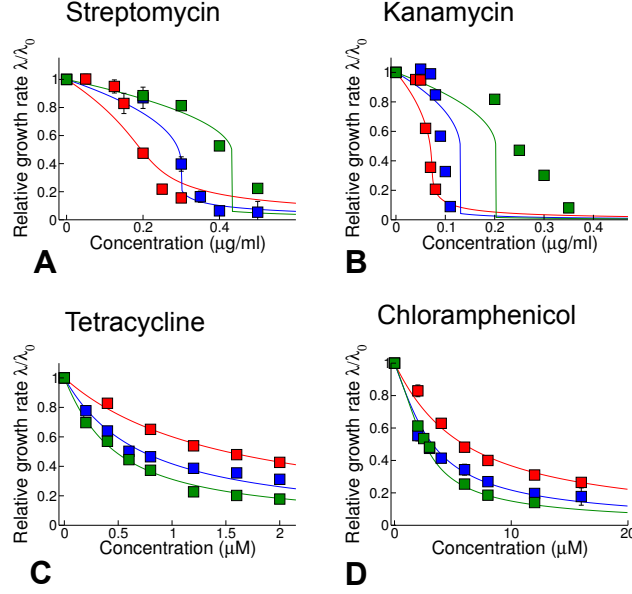 Streptomycin
Relative growth rate λ/λ0
1
0.8
0.6
0.4
0.2
0
0 0.2 0.4
Concentration (μg/ml)
A
Kanamycin
Relative growth rate λ/λ0
1
0.8
0.6
0.4
0.2
0
0 0.1 0.2 0.3 0.4
Concentration (μg/ml)
B
Tetracycline
Relative growth rate λ/λ0
1
0.8
0.6
0.4
0.2
0
0 0.5 1 1.5 2
Concentration (μM)
C
Chloramphenicol
Relative growth rate λ/λ0
1
0.8
0.6
0.4
0.2
0
0 10 20
Concentration (μM)
D